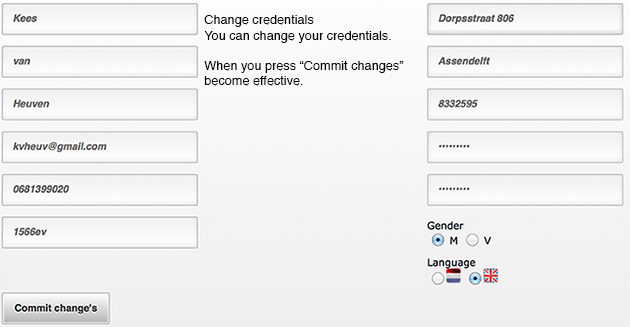 Kees
van
Heuven
kvheuv@gmail.com
0681399020
1566ev
Commit change's
Change credentials
You can change your credentials.
When you press “Commit changes”
become effective.
Dorpsstraat 806
Assendelft
8332595
•••••••••
•••••••••
Gender
M V
Language